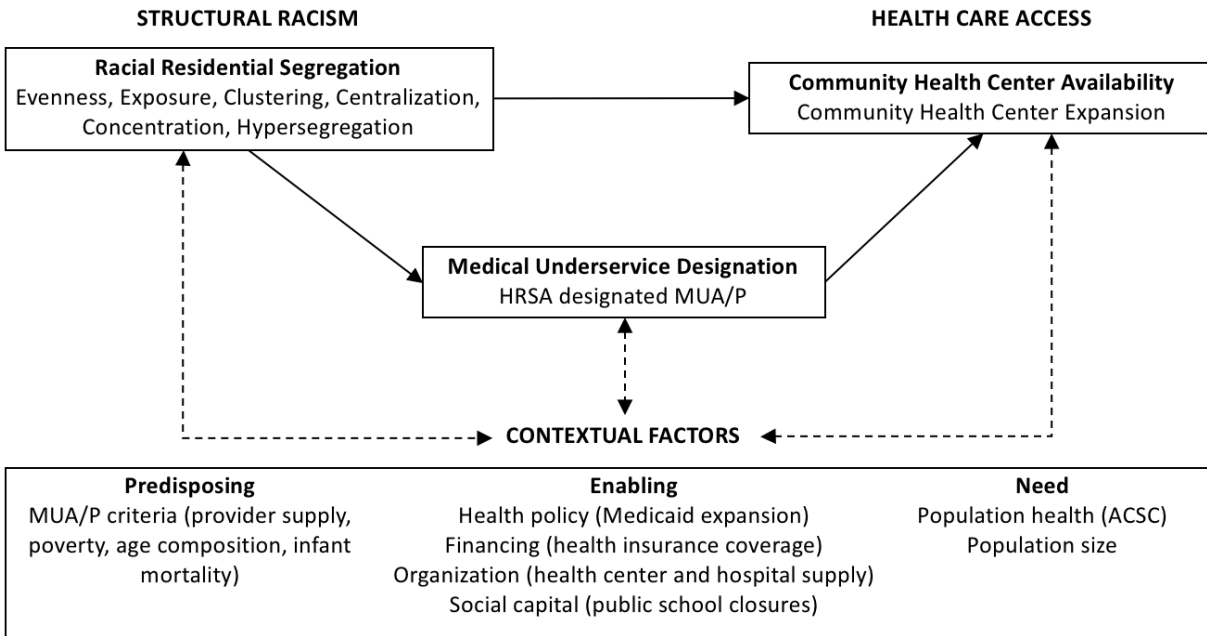 STRUCTURAL RACISM
HEALTH CARE ACCESS
Racial Residential Segregation
Evenness, Exposure, Clustering, Centralization,
Concentration, Hypersegregation
Community Health Center Availability
Community Health Center Expansion
Medical Underservice Designation
HRSA designated MUA/P
CONTEXTUAL FACTORS
Predisposing
MUA/P criteria (provider supply,
poverty, age composition, infant
mortality)
Enabling
Health policy (Medicaid expansion)
Financing (health insurance coverage)
Organization (health center and hospital supply)
Social capital (public school closures)
Need
Population health (ACSC)
Population size